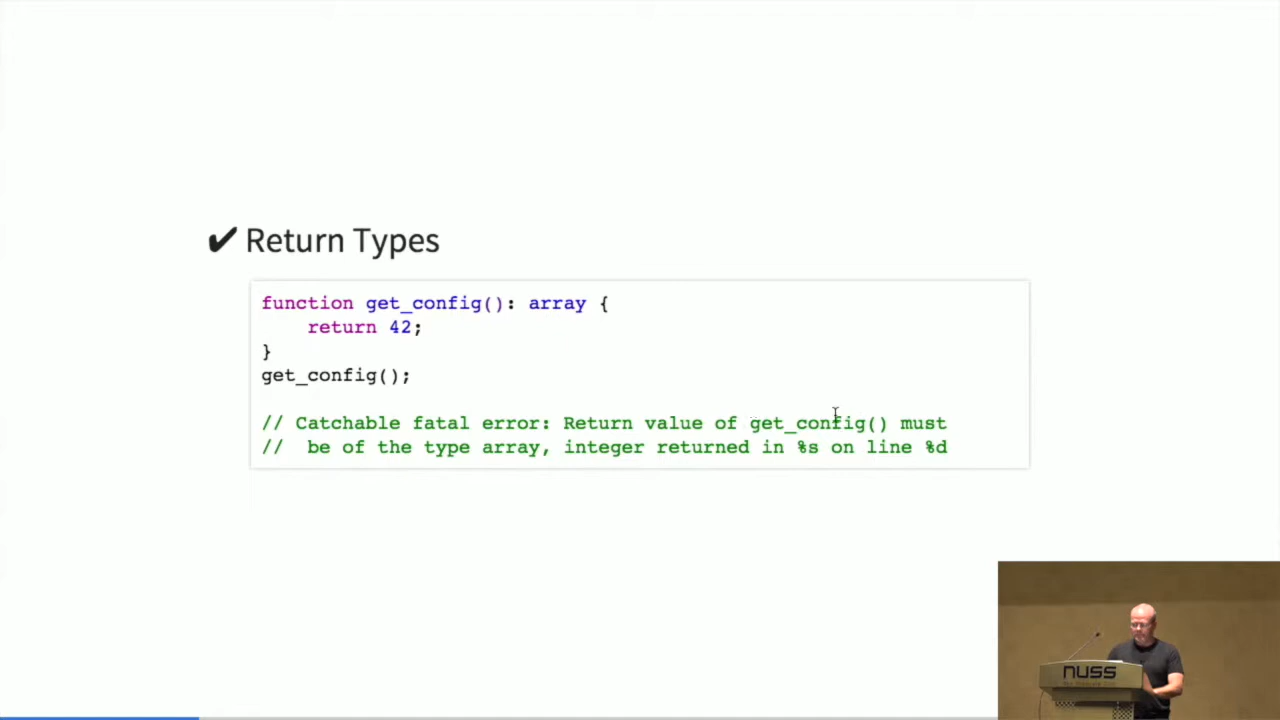 ✔ Return Types
function get_config(): array {
    return 42;
}
get_config();
// Catchable fatal error: Return value of get_config() must
//  be of the type array, integer returned in %s on line %d
nuss